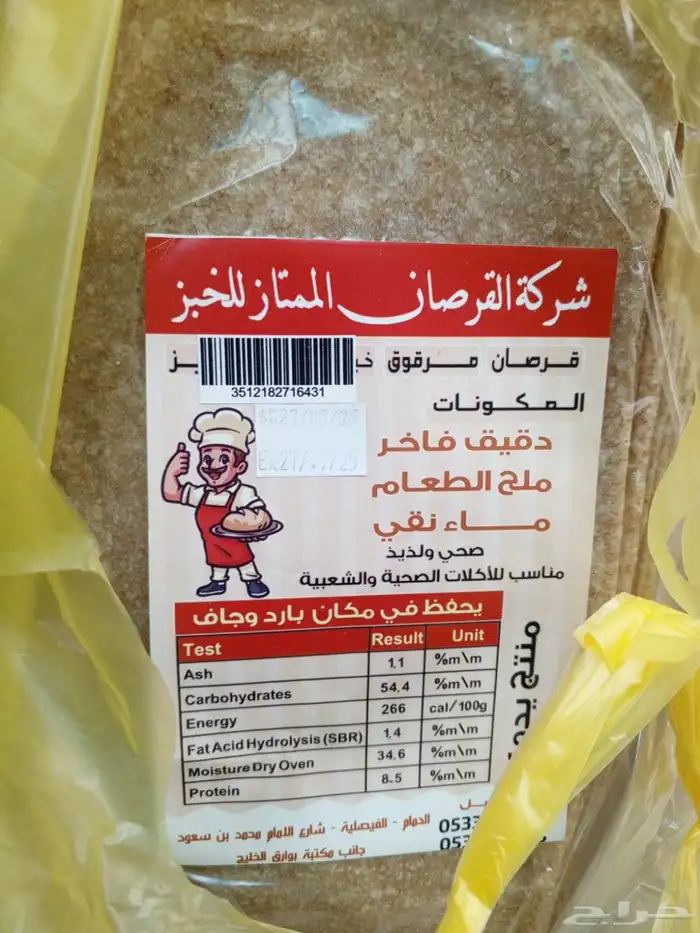 شركة القرصان الممتاز للخبز
قرصان مرقوق
3512182716431
المكونات
دقيق فاخر
ملح الطعام
ماء نقي
صحي ولذيذ
مناسب للأكلات الصحية والشعبية
يحفظ في مكان بارد وجاف
Test Result Unit
Ash 1.1 %m\m
Carbohydrates 54.4 %m\m
Energy 266 cal/100g
Fat Acid Hydrolysis (SBR) 1.4 %m\m
Moisture Dry Oven 34.6 %m\m
Protein 8.5 %m\m
منتج
الدمام - الفيصلية - شارع الامام محمد بن سعود
جانب مكتبة بوارق الخليج
حراج